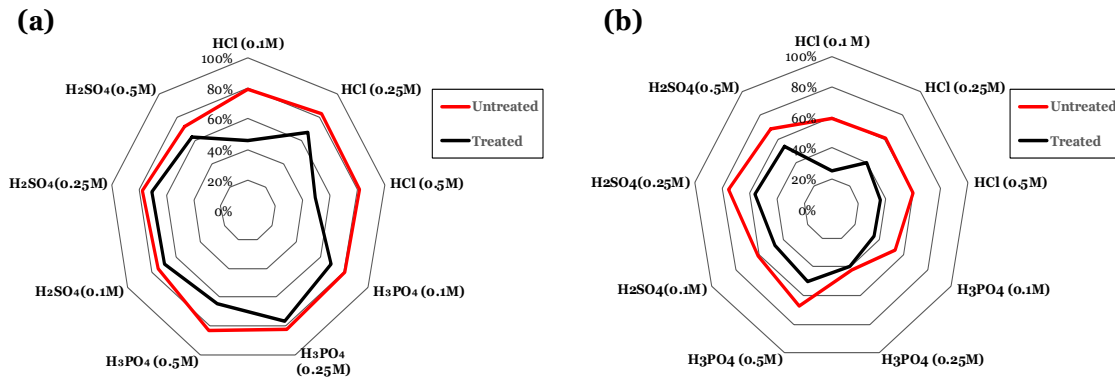 (a)
HCl (0.1M)
HCl (0.25M)
HCl (0.5M)
H₃PO₄ (0.1M)
H₃PO₄
(0.25M)
H₃PO₄ (0.5M)
H₂SO₄(0.1M)
H₂SO₄(0.25M)
H₂SO₄(0.5M)
100%
80%
60%
40%
20%
0%
Untreated
Treated
(b)
HCl (0.1 M)
HCl (0.25M)
HCl (0.5M)
H3PO4 (0.1M)
H3PO4 (0.25M)
H3PO4 (0.5M)
H₂SO₄(0.1M)
H₂SO₄(0.25M)
H₂SO₄(0.5M)
100%
80%
60%
40%
20%
0%
Untreated
Treated